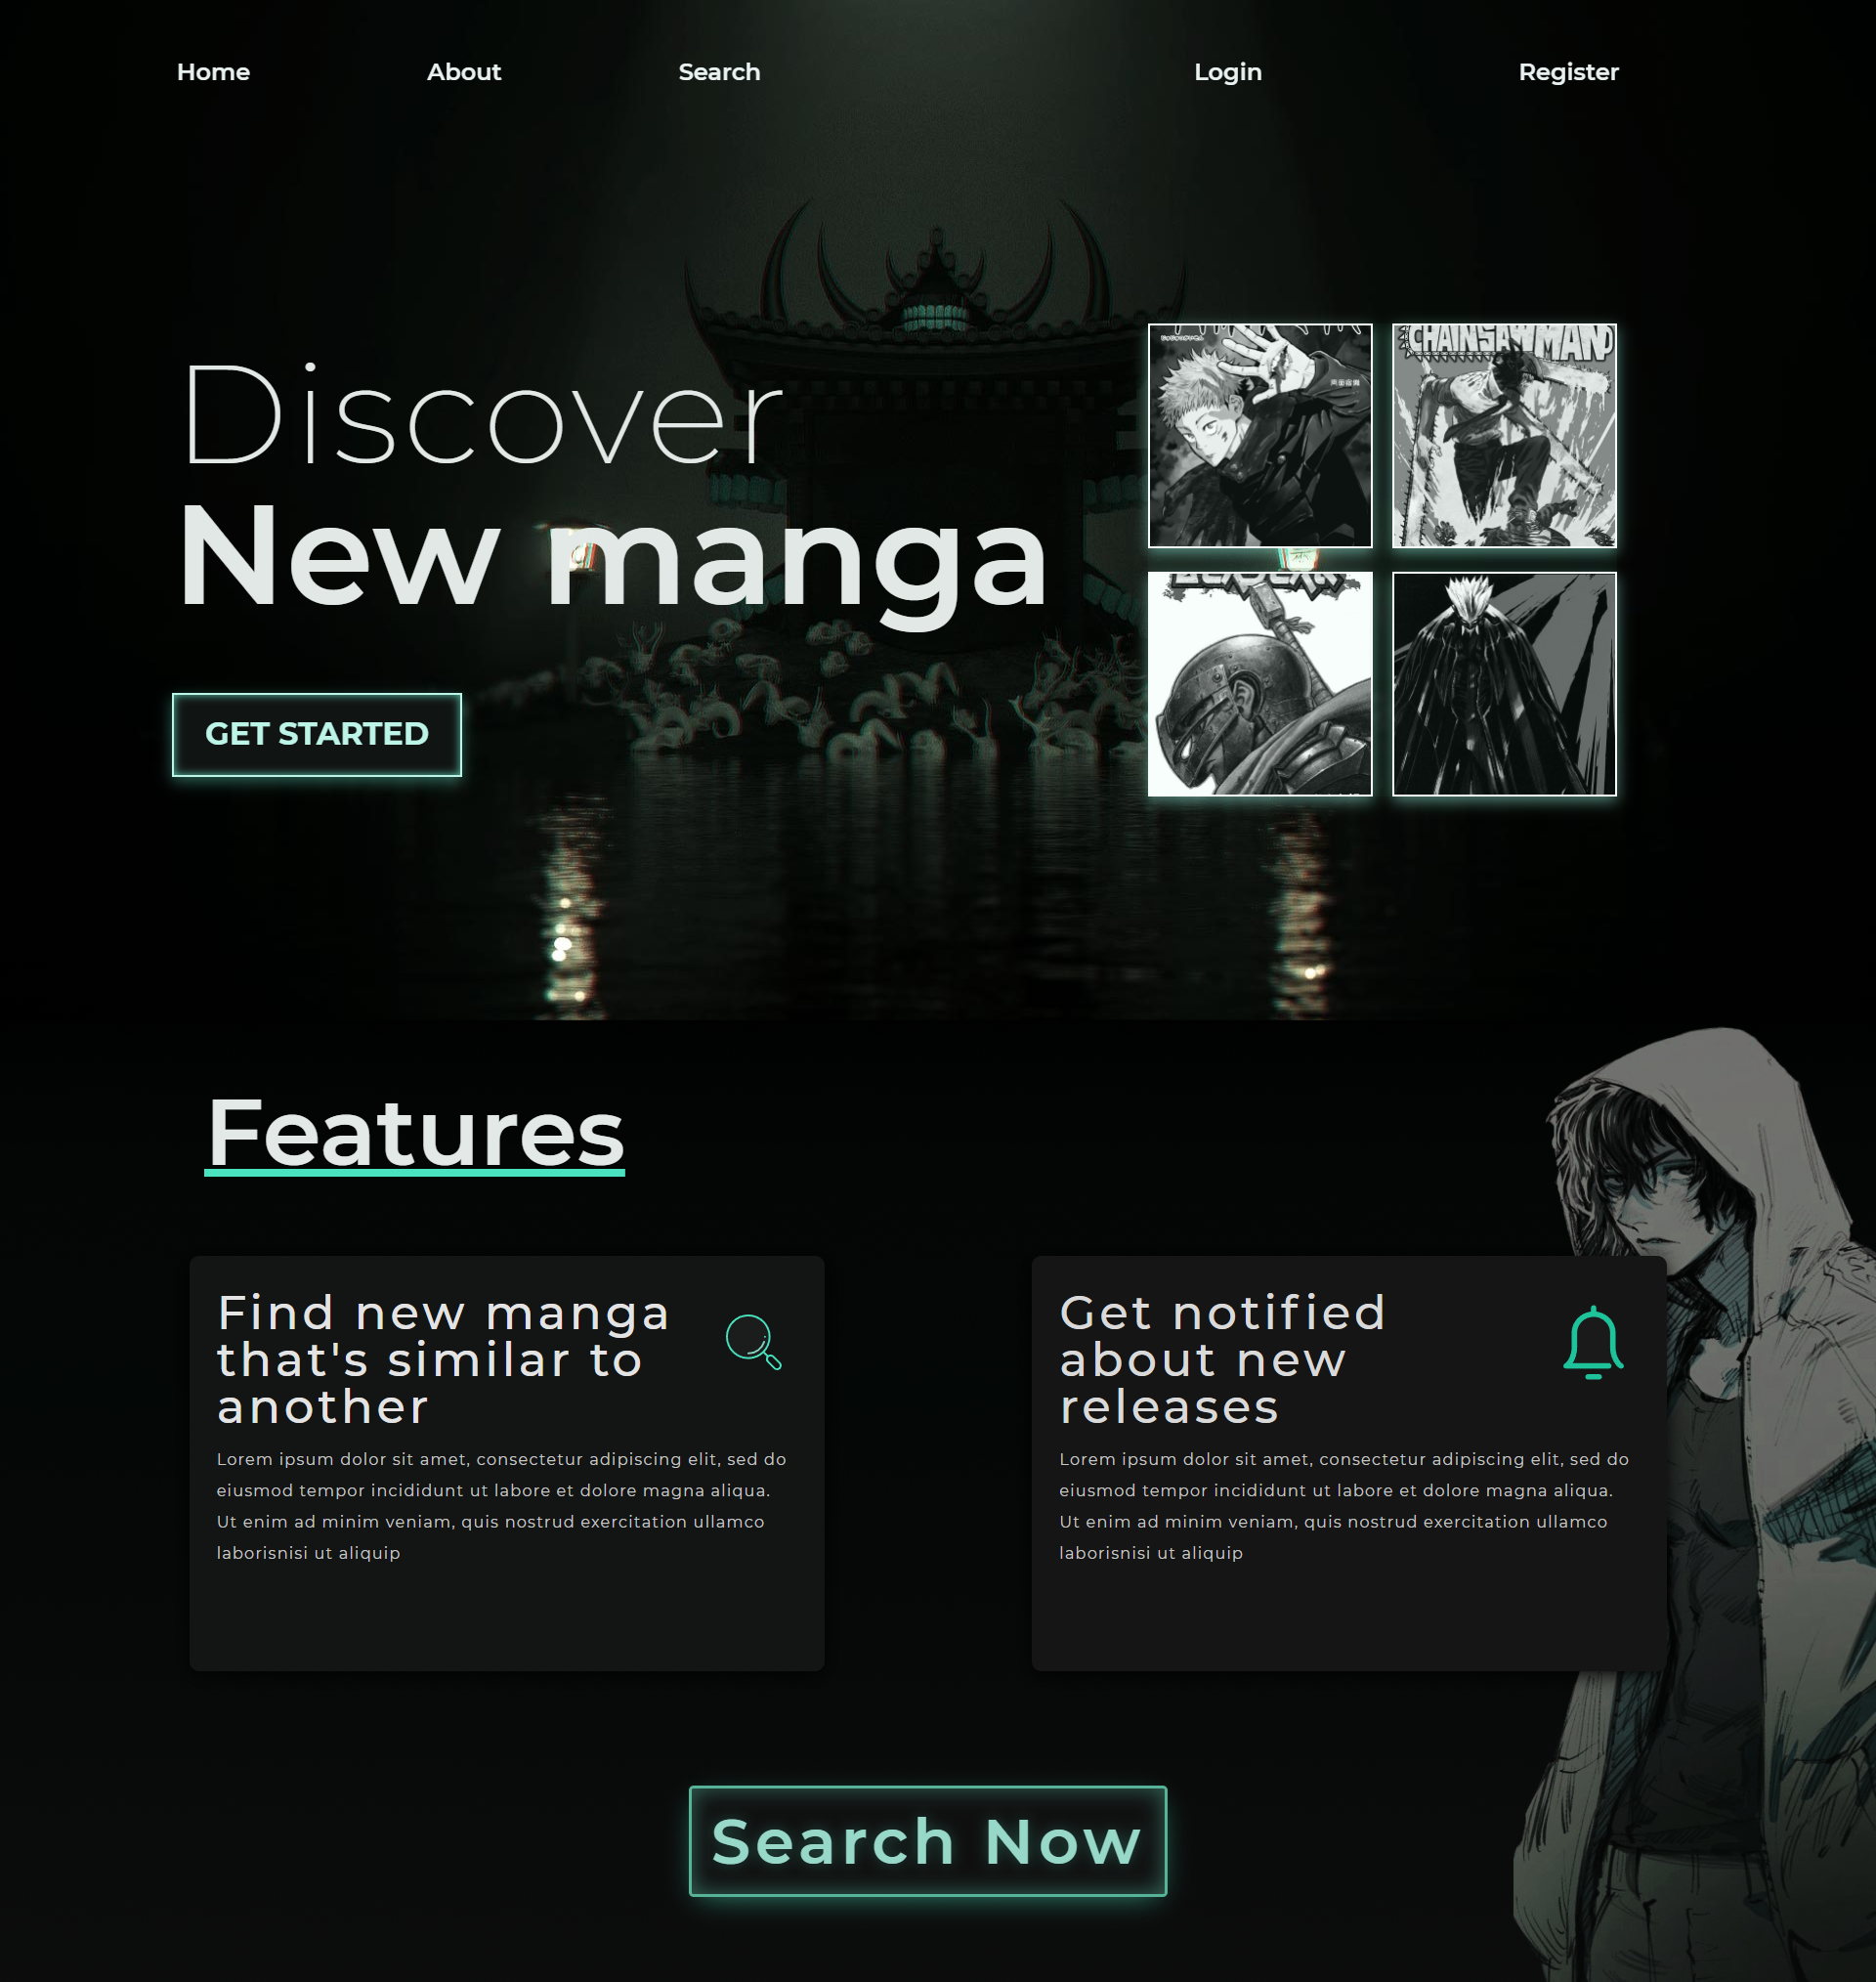 Home About Search Login Register
CHAINSAWMAN
Discover
New manga
GET STARTED
Features
Find new manga
that's similar to
another
Lorem ipsum dolor sit amet, consectetur adipiscing elit, sed do
eiusmod tempor incididunt ut labore et dolore magna aliqua.
Ut enim ad minim veniam, quis nostrud exercitation ullamco
laborisnisi ut aliquip
Get notified
about new
releases
Lorem ipsum dolor sit amet, consectetur adipiscing elit, sed do
eiusmod tempor incididunt ut labore et dolore magna aliqua.
Ut enim ad minim veniam, quis nostrud exercitation ullamco
laborisnisi ut aliquip
Search Now